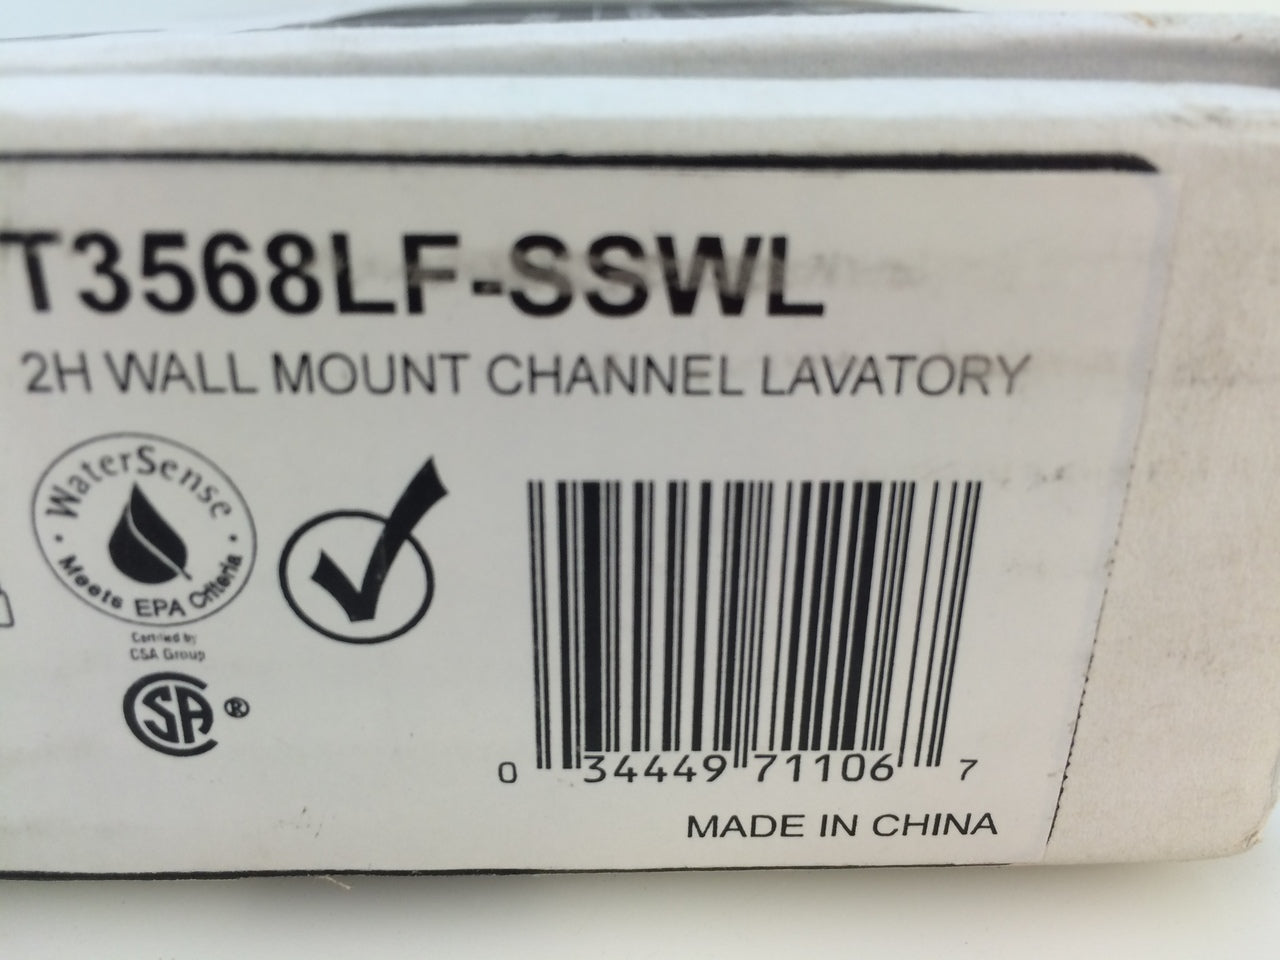 T3568LF-SSWL
2H WALL MOUNT CHANNEL LAVATORY
WaterSense
Meets EPA Criteria
Certified by
CSA Group
SA ®
0 34449 71106 7
MADE IN CHINA